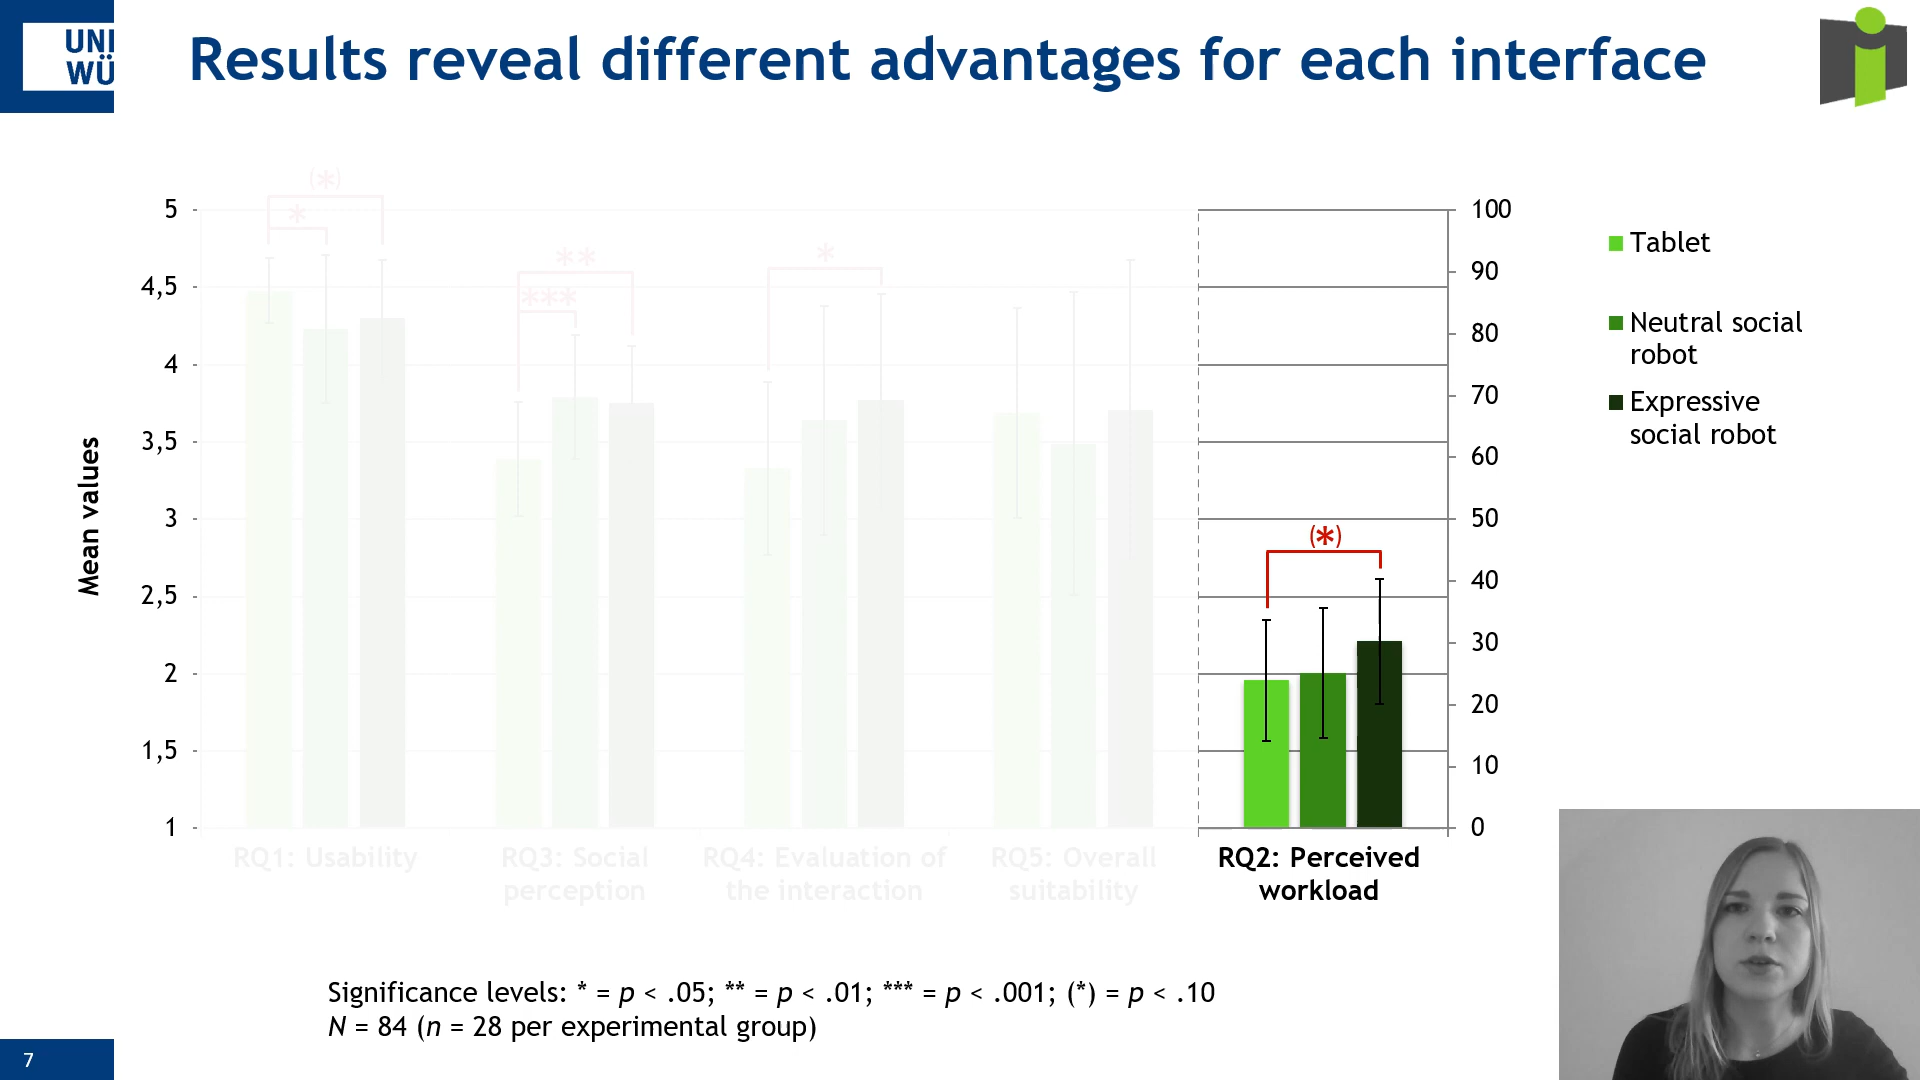 UNI
WÜ
Results reveal different advantages for each interface
(*)
*
**
***
*
(*)
5
4,5
4
3,5
3
2,5
2
1,5
1
Mean values
100
90
80
70
60
50
40
30
20
10
0
RQ1: Usability
RQ3: Social
perception
RQ4: Evaluation of
the interaction
RQ5: Overall
suitability
RQ2: Perceived
workload
Tablet
Neutral social
robot
Expressive
social robot
Significance levels: * = p < .05; ** = p < .01; *** = p < .001; (*) = p < .10
N = 84 (n = 28 per experimental group)
7